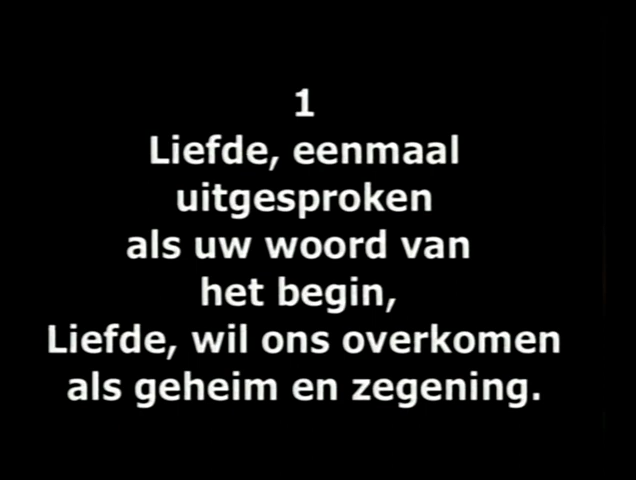 1
Liefde, eenmaal
uitgesproken
als uw woord van
het begin,
Liefde, wil ons overkomen
als geheim en zegening.